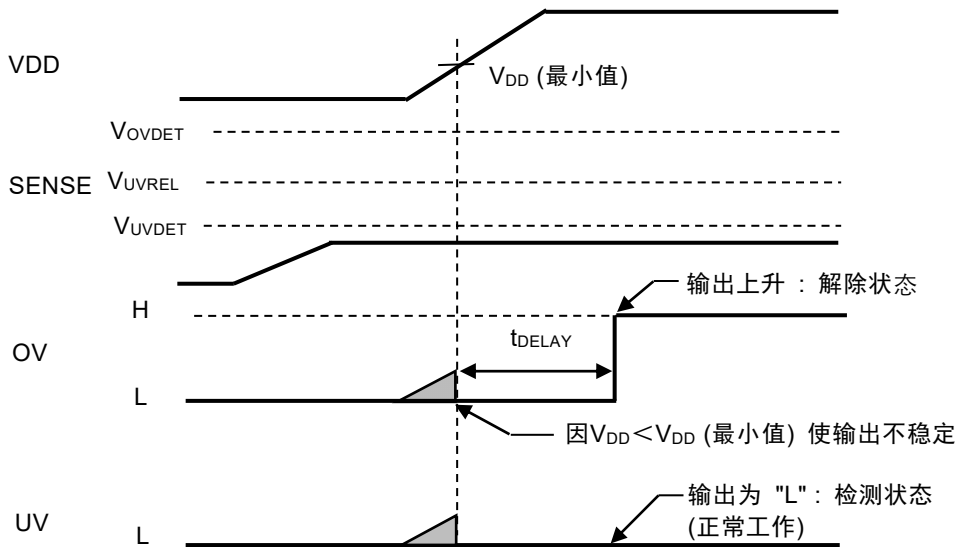 VDD
VDD (最小值)
VOVDET
SENSE
VUVREL
VUVDET
输出上升 : 解除状态
H
tDELAY
OV
L
因VDD<VDD (最小值) 使输出不稳定
输出为 "L" : 检测状态
(正常工作)
UV
L